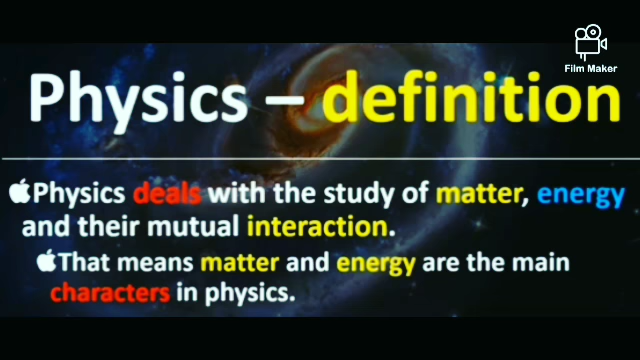 Film Maker
Physics – definition
Physics deals with the study of matter, energy
and their mutual interaction.
That means matter and energy are the main
characters in physics.